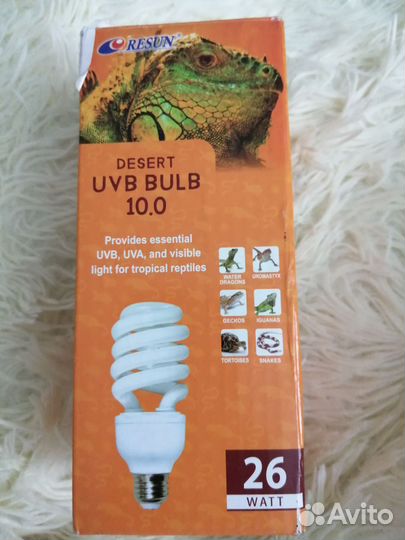 RESUN
DESERT
UVB BULB
10.0
Provides essential
UVB, UVA, and visible
light for tropical reptiles
WATER DRAGONS
UROMASTYX
GECKOS
IGUANAS
TORTOISES
SNAKES
26
WATT
Avito